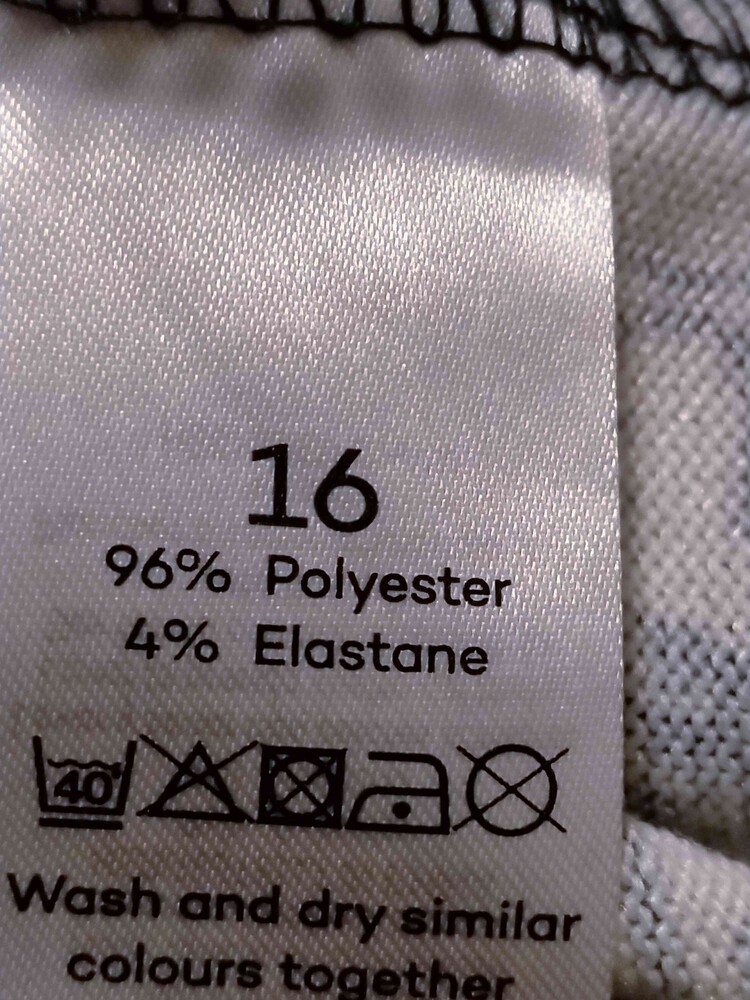 16
96% Polyester
4% Elastane
40°
Wash and dry similar
colours together